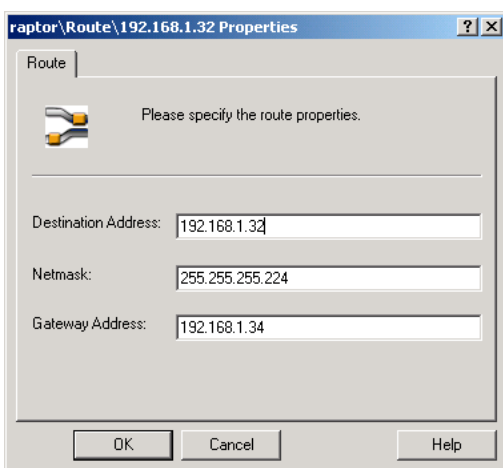 raptor\Route\192.168.1.32 Properties
Route
Please specify the route properties.
Destination Address: 192.168.1.32
Netmask: 255.255.255.224
Gateway Address: 192.168.1.34
OK Cancel Help